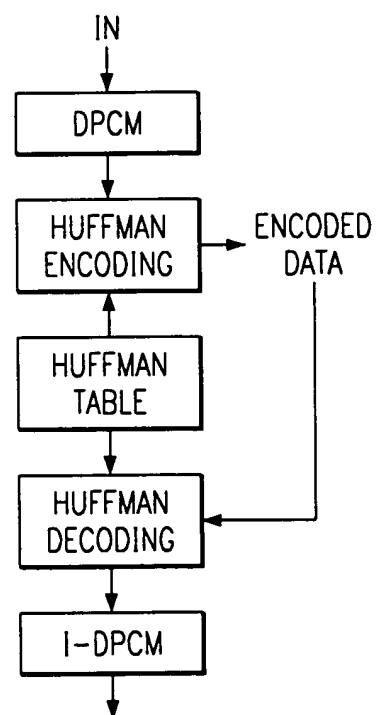 IN
DPCM
HUFFMAN
ENCODING
ENCODED
DATA
HUFFMAN
TABLE
HUFFMAN
DECODING
I-DPCM